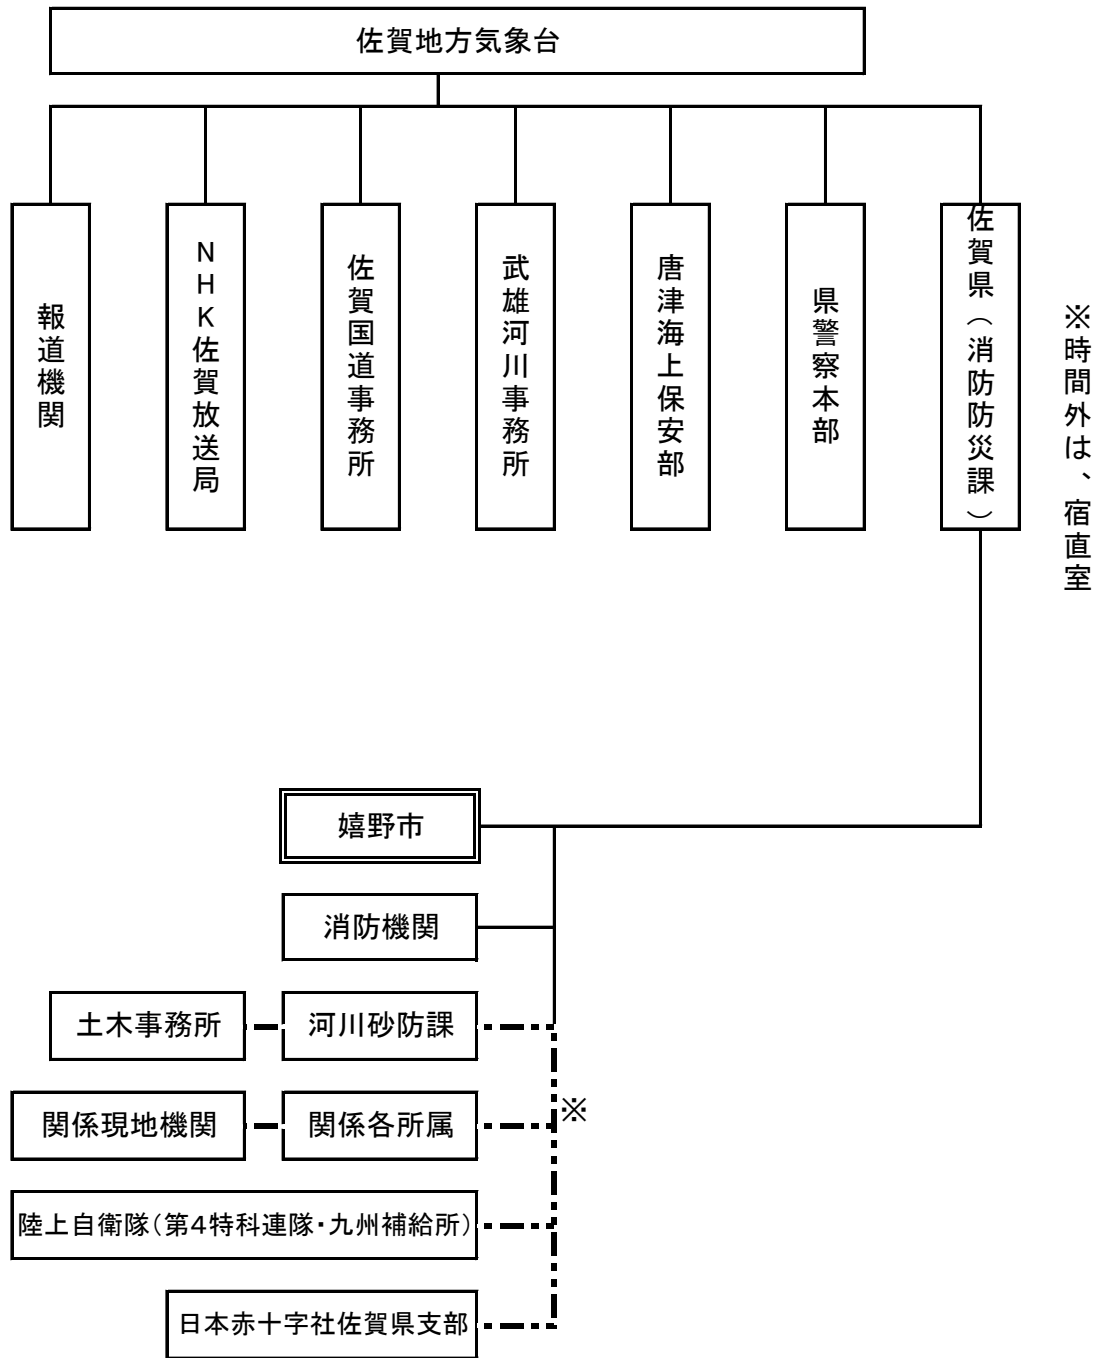 佐賀地方気象台
報道機関
NHK佐賀放送局
佐賀国道事務所
武雄河川事務所
唐津海上保安部
県警察本部
佐賀県(消防防災課)
※時間外は、宿直室
嬉野市
消防機関
土木事務所
河川砂防課
関係現地機関
関係各所属
※
陸上自衛隊(第4特科連隊・九州補給所)
日本赤十字社佐賀県支部